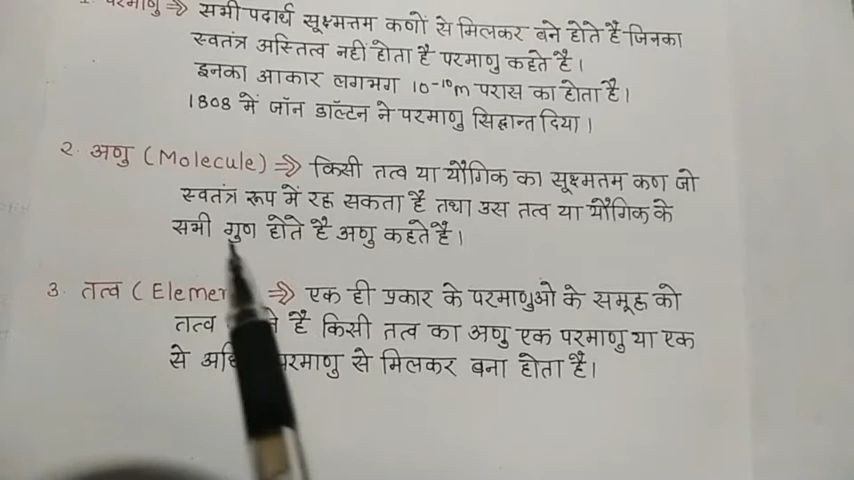 परमाणु ⇒ सभी पदार्थ सूक्ष्मत्तम कणों से मिलकर बने होते है जिनका
स्वतंत्र अस्तित्व नही होता है परमाणु कहते है।
इनका आकार लगभग 10⁻¹⁰m परास का होता है।
1808 में जॉन डॉल्टन ने परमाणु सिद्धान्त दिया।
2. अणु (Molecule) ⇒ किसी तत्व या यौगिक का सूक्ष्मतम कण जो
स्वतंत्र रूप में रह सकता है तथा उस तत्व या यौगिक के
सभी गुण होते है अणु कहते है।
3. तत्व ( Elemen ⇒ एक ही प्रकार के परमाणुओ के समूह को
तत्व है किसी तत्व का अणु एक परमाणु या एक
से परमाणु से मिलकर बना होता है।